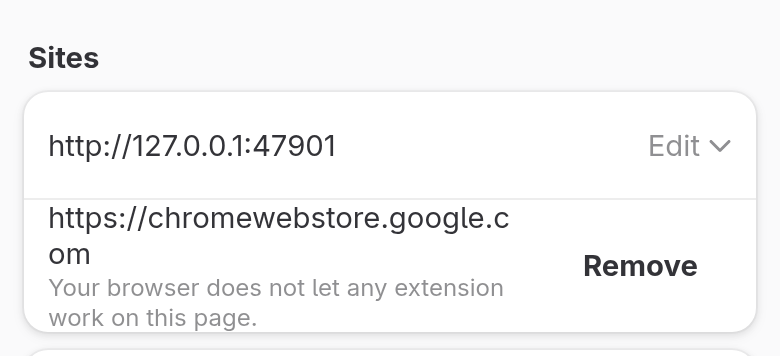 Sites
http://127.0.0.1:47901
Edit
https://chromewebstore.google.c
om
Your browser does not let any extension
work on this page.
Remove